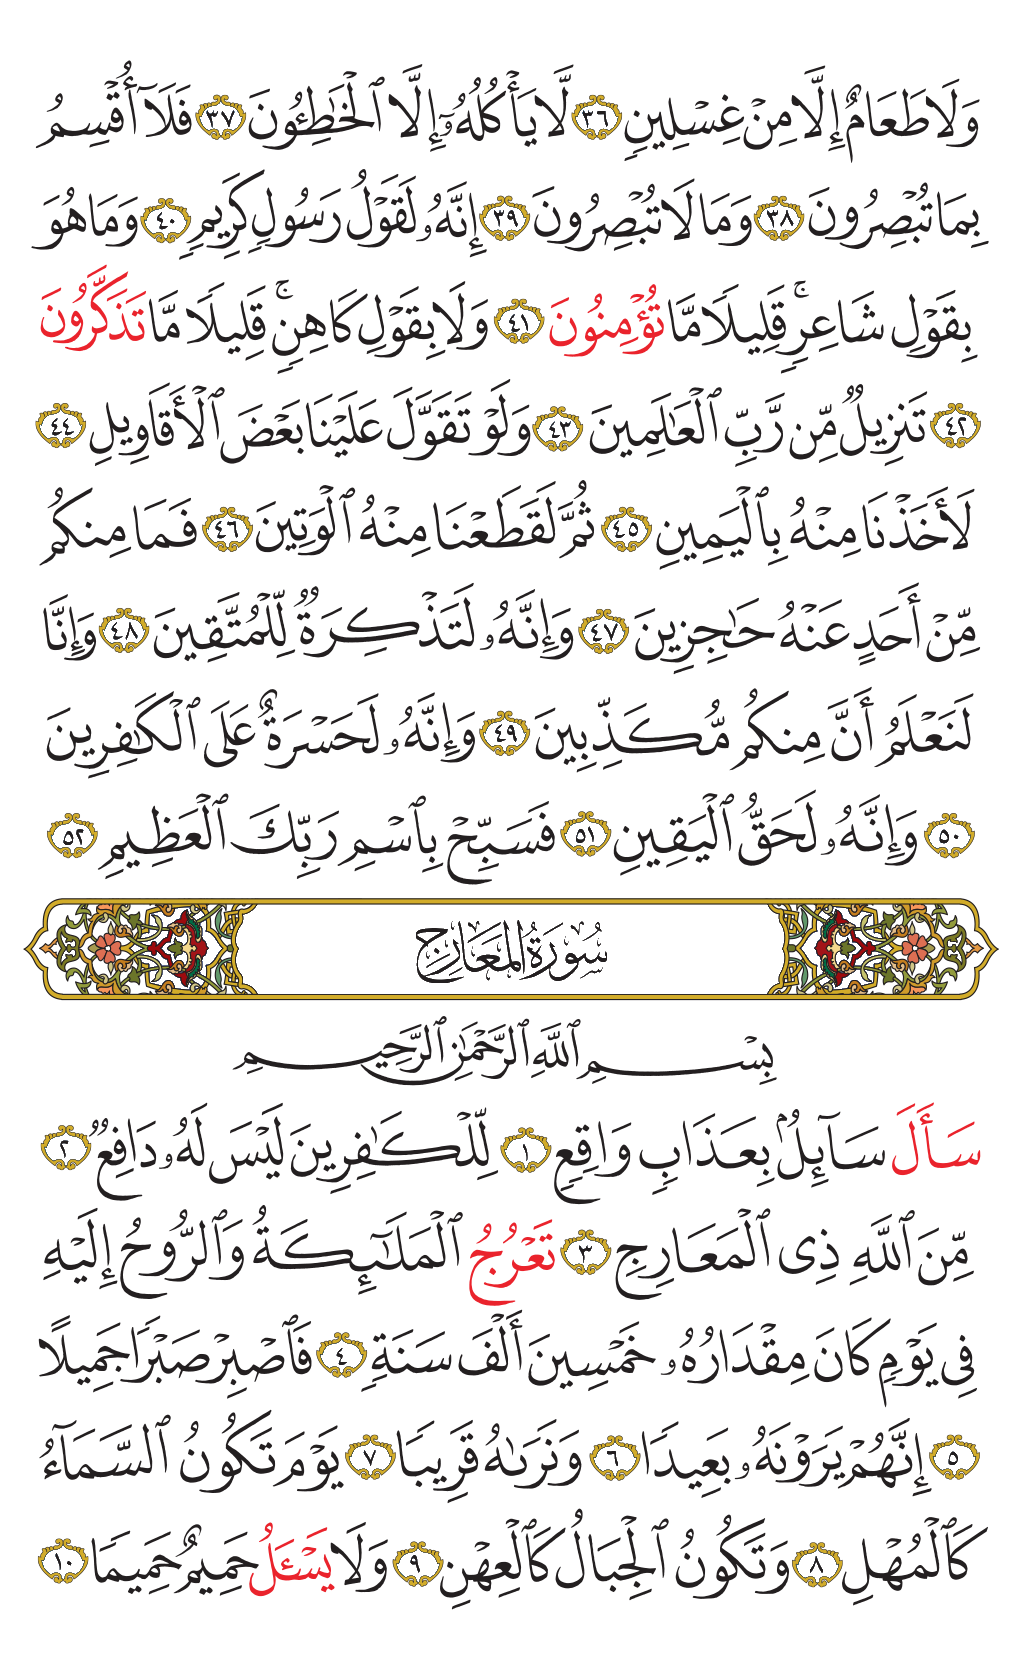 وَلَا طَعَامٌ إِلَّا مِنۡ غِسۡلِينٖ ٣٦ لَّا يَأۡكُلُهُۥٓ إِلَّا ٱلۡخَٰطِـُٔونَ ٣٧ فَلَآ أُقۡسِمُ
بِمَا تُبۡصِرُونَ ٣٨ وَمَا لَا تُبۡصِرُونَ ٣٩ إِنَّهُۥ لَقَوۡلُ رَسُولٖ كَرِيمٖ ٤٠ وَمَا هُوَ
بِقَوۡلِ شَاعِرٖۚ قَلِيلٗا مَّا تُؤۡمِنُونَ ٤١ وَلَا بِقَوۡلِ كَاهِنٖۚ قَلِيلٗا مَّا تَذَكَّرُونَ
٤٢ تَنزِيلٞ مِّن رَّبِّ ٱلۡعَٰلَمِينَ ٤٣ وَلَوۡ تَقَوَّلَ عَلَيۡنَا بَعۡضَ ٱلۡأَقَاوِيلِ ٤٤
لَأَخَذۡنَا مِنۡهُ بِٱلۡيَمِينِ ٤٥ ثُمَّ لَقَطَعۡنَا مِنۡهُ ٱلۡوَتِينَ ٤٦ فَمَا مِنكُم
مِّنۡ أَحَدٍ عَنۡهُ حَٰجِزِينَ ٤٧ وَإِنَّهُۥ لَتَذۡكِرَةٞ لِّلۡمُتَّقِينَ ٤٨ وَإِنَّا
لَنَعۡلَمُ أَنَّ مِنكُم مُّكَذِّبِينَ ٤٩ وَإِنَّهُۥ لَحَسۡرَةٌ عَلَى ٱلۡكَٰفِرِينَ
٥٠ وَإِنَّهُۥ لَحَقُّ ٱلۡيَقِينِ ٥١ فَسَبِّحۡ بِٱسۡمِ رَبِّكَ ٱلۡعَظِيمِ ٥٢
سُورَةُ المَعَارِجِ
بِسۡمِ ٱللَّهِ ٱلرَّحۡمَٰنِ ٱلرَّحِيمِ
سَأَلَ سَآئِلُۢ بِعَذَابٖ وَاقِعٖ ١ لِّلۡكَٰفِرِينَ لَيۡسَ لَهُۥ دَافِعٞ ٢
مِّنَ ٱللَّهِ ذِي ٱلۡمَعَارِجِ ٣ تَعۡرُجُ ٱلۡمَلَٰٓئِكَةُ وَٱلرُّوحُ إِلَيۡهِ
فِي يَوۡمٖ كَانَ مِقۡدَارُهُۥ خَمۡسِينَ أَلۡفَ سَنَةٖ ٤ فَٱصۡبِرۡ صَبۡرٗا جَمِيلًا
٥ إِنَّهُمۡ يَرَوۡنَهُۥ بَعِيدٗا ٦ وَنَرَىٰهُ قَرِيبٗا ٧ يَوۡمَ تَكُونُ ٱلسَّمَآءُ
كَٱلۡمُهۡلِ ٨ وَتَكُونُ ٱلۡجِبَالُ كَٱلۡعِهۡنِ ٩ وَلَا يَسۡـَٔلُ حَمِيمٌ حَمِيمٗا ١٠